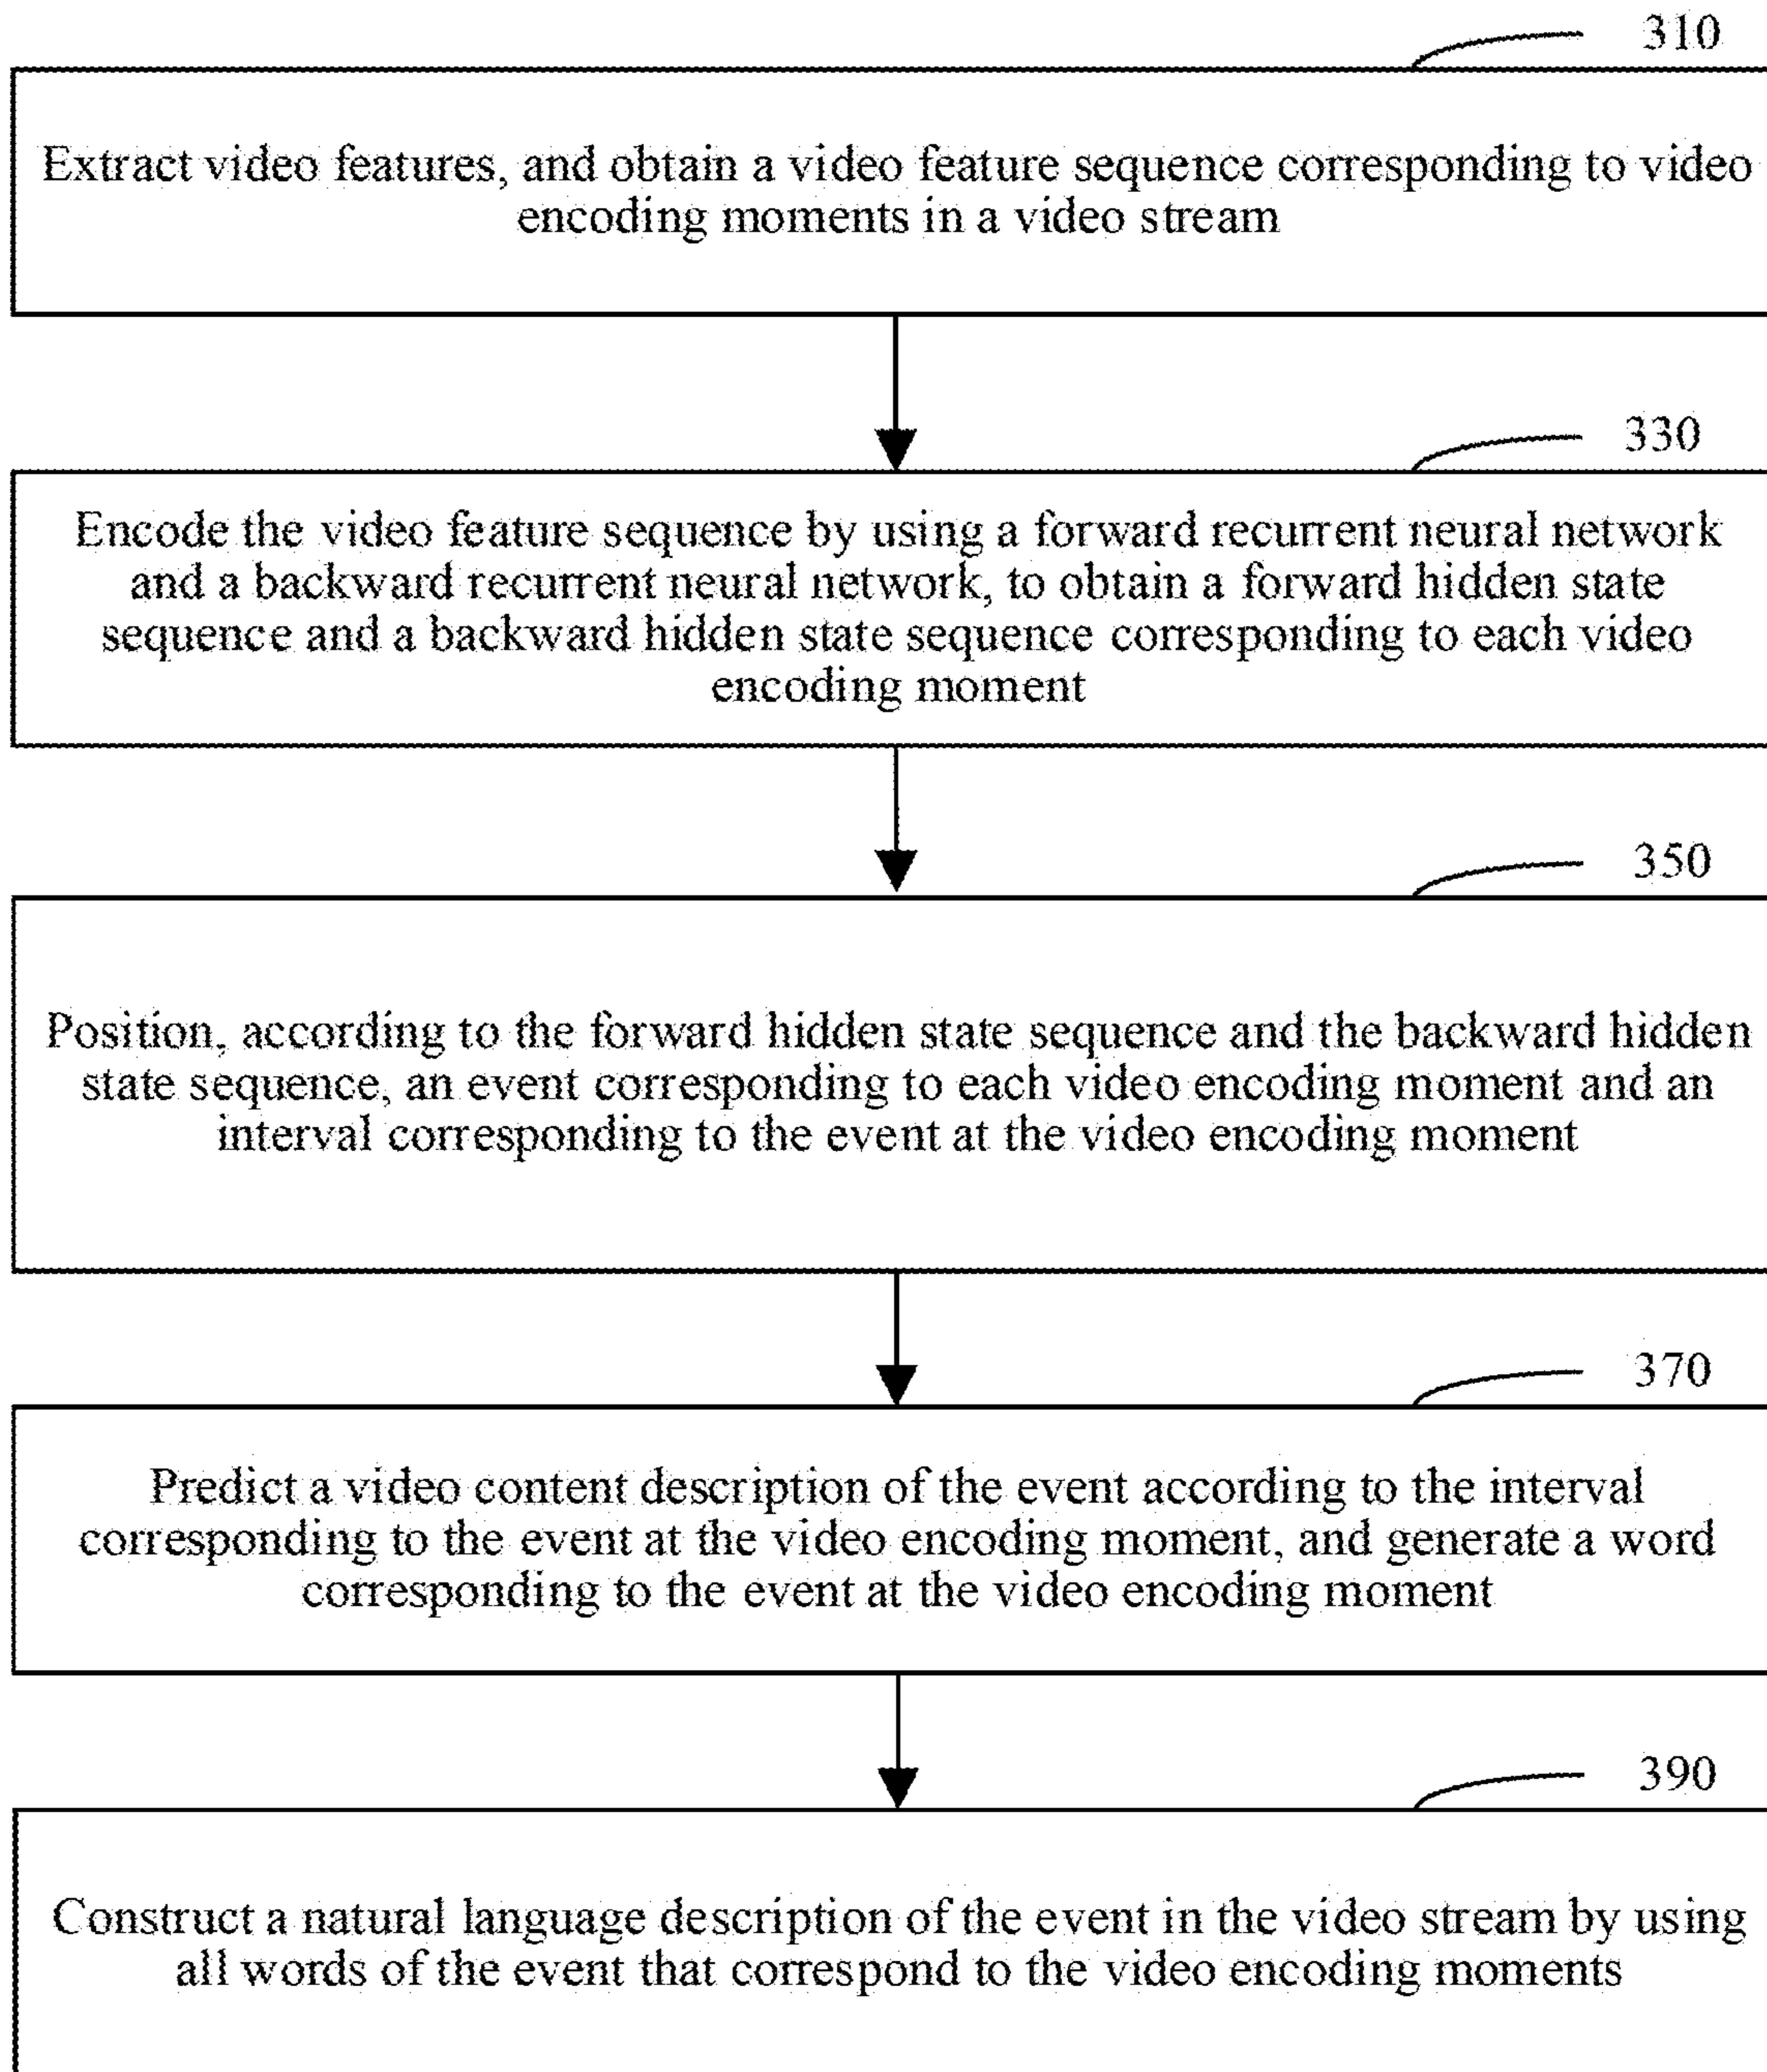 310
Extract video features, and obtain a video feature sequence corresponding to video
encoding moments in a video stream
330
Encode the video feature sequence by using a forward recurrent neural network
and a backward recurrent neural network, to obtain a forward hidden state
sequence and a backward hidden state sequence corresponding to each video
encoding moment
350
Position, according to the forward hidden state sequence and the backward hidden
state sequence, an event corresponding to each video encoding moment and an
interval corresponding to the event at the video encoding moment
370
Predict a video content description of the event according to the interval
corresponding to the event at the video encoding moment, and generate a word
corresponding to the event at the video encoding moment
390
Construct a natural language description of the event in the video stream by using
all words of the event that correspond to the video encoding moments